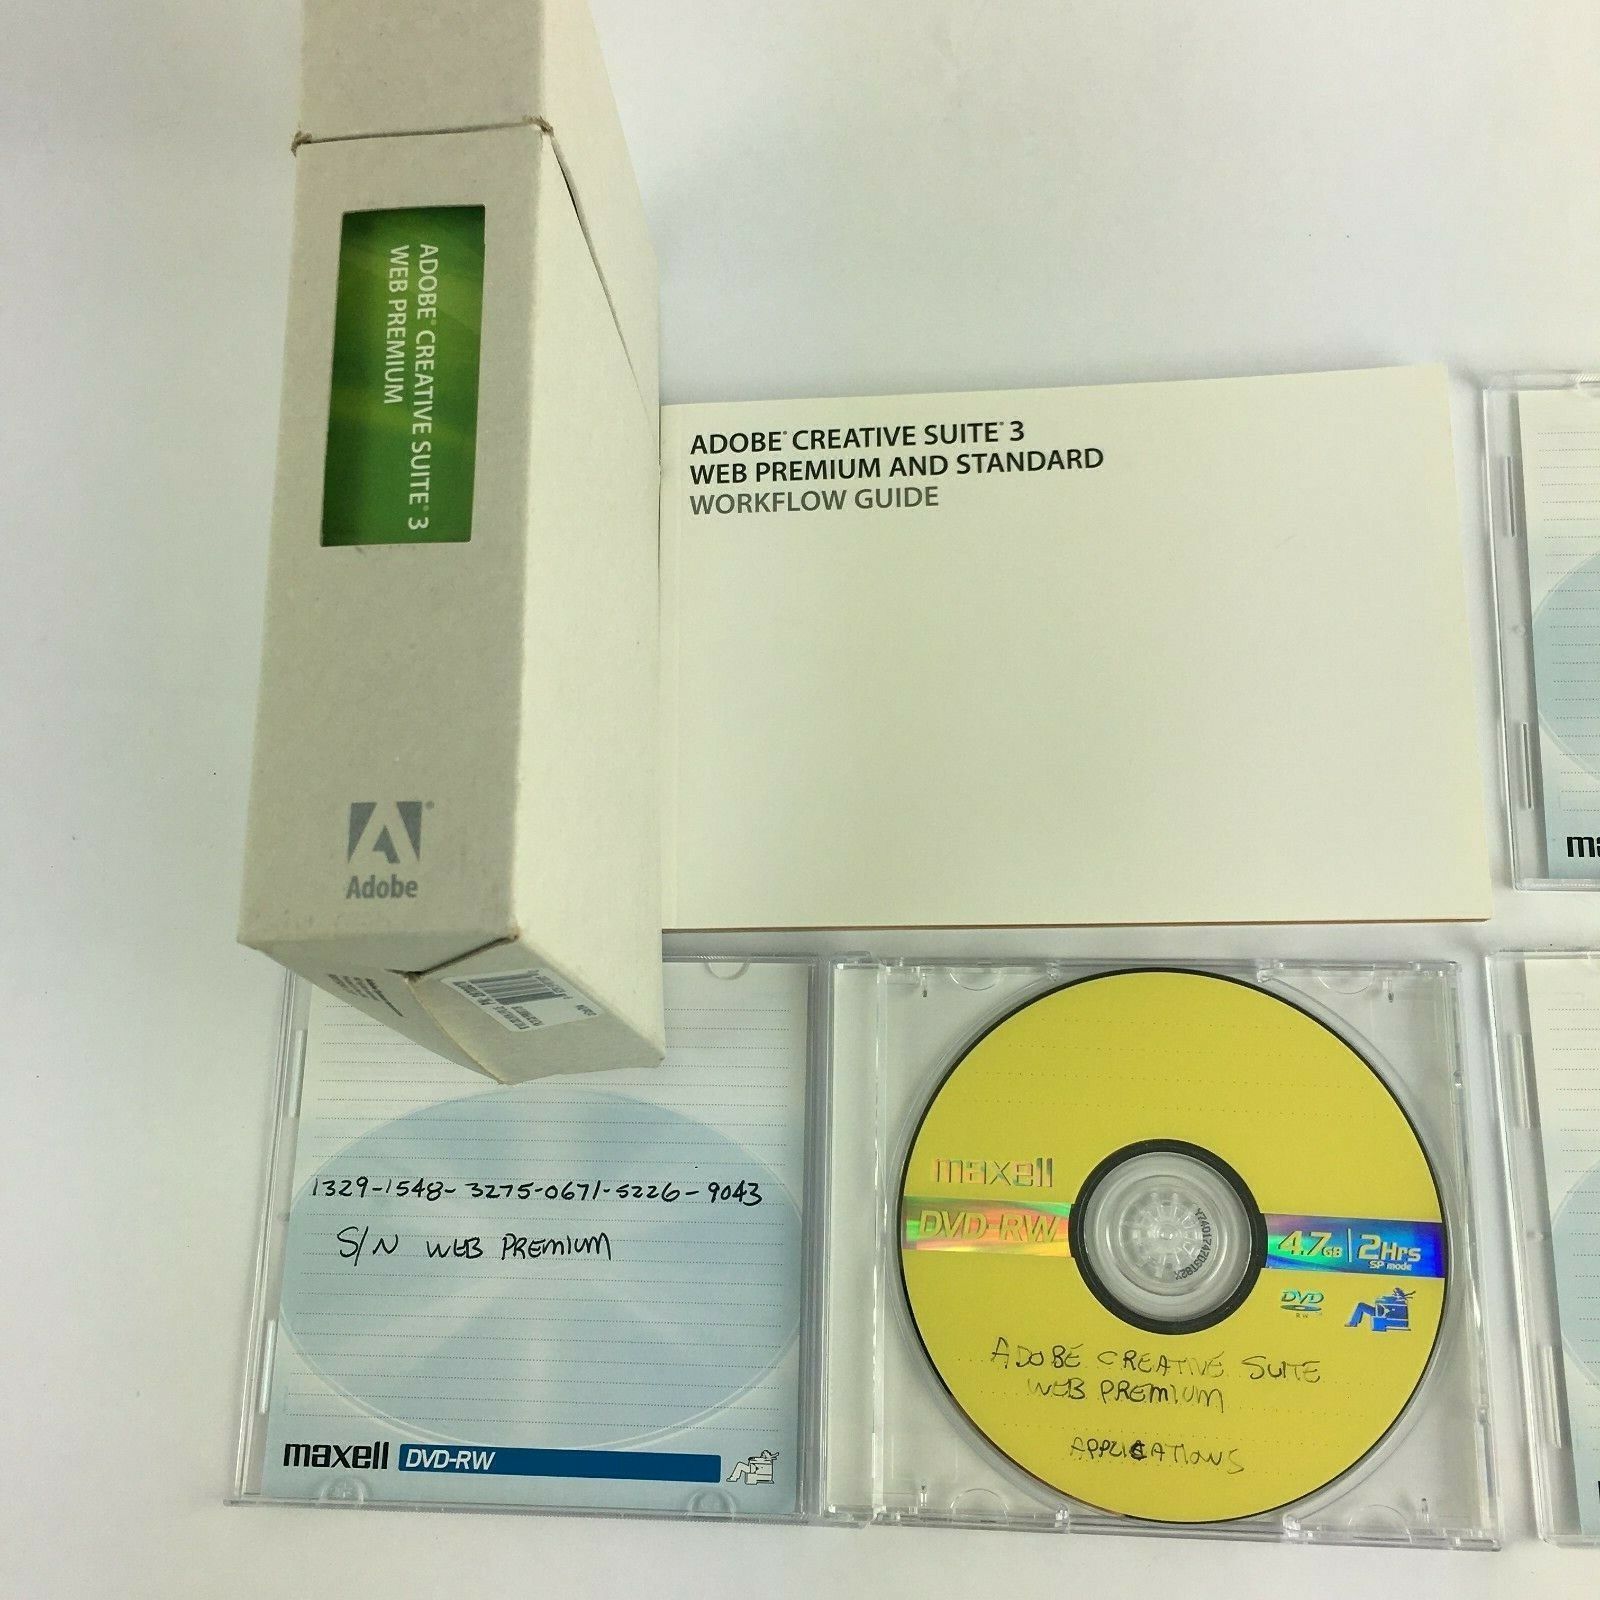 ADOBE® CREATIVE SUITE® 3
WEB PREMIUM
Adobe
ADOBE® CREATIVE SUITE® 3
WEB PREMIUM AND STANDARD
WORKFLOW GUIDE
1329-1548-3275-0671-5226-9043
S/N WEB PREMIUM
maxell DVD-RW
maxell
DVD-RW
4.7GB 2Hrs
SP mode
DVD
RW
ADOBE CREATIVE SUITE
WEB PREMIUM
APPLICATIONS